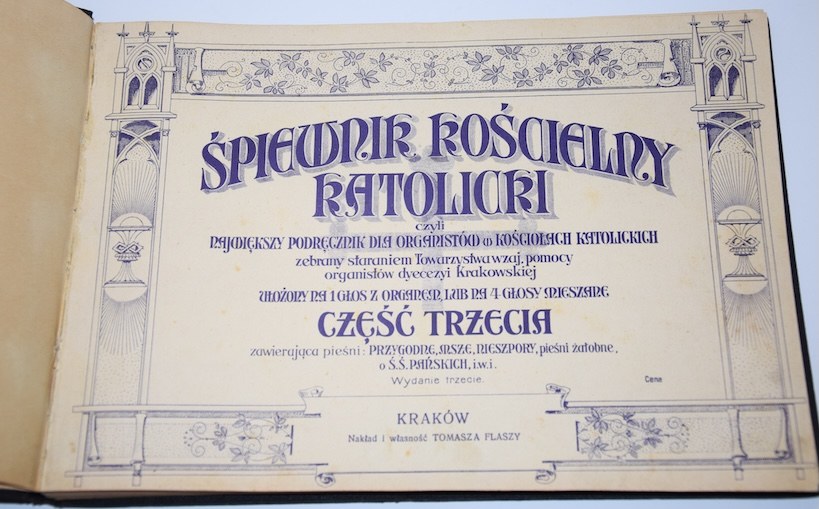 ŚPIEWNIK KOŚCIELNY
KATOLICKI
czyli
NAJWIĘKSZY PODRĘCZNIK DLA ORGANISTÓW W KOŚCIOŁACH KATOLICKICH
zebrany staraniem Towarzystwa wzaj. pomocy
organistów dyecezyi Krakowskiej
UŁOŻONY NA 1 GŁOS Z ORGANEM, LUB NA 4 GŁOSY MIESZANE
CZĘŚĆ TRZECIA
zawierająca pieśni: PRZYGODNE, MSZE, NIESZPORY, pieśni żałobne,
o Ś.Ś. PAŃSKICH, i.w.i.
Wydanie trzecie.
Cena
KRAKÓW
Nakład i własność TOMASZA FLASZY